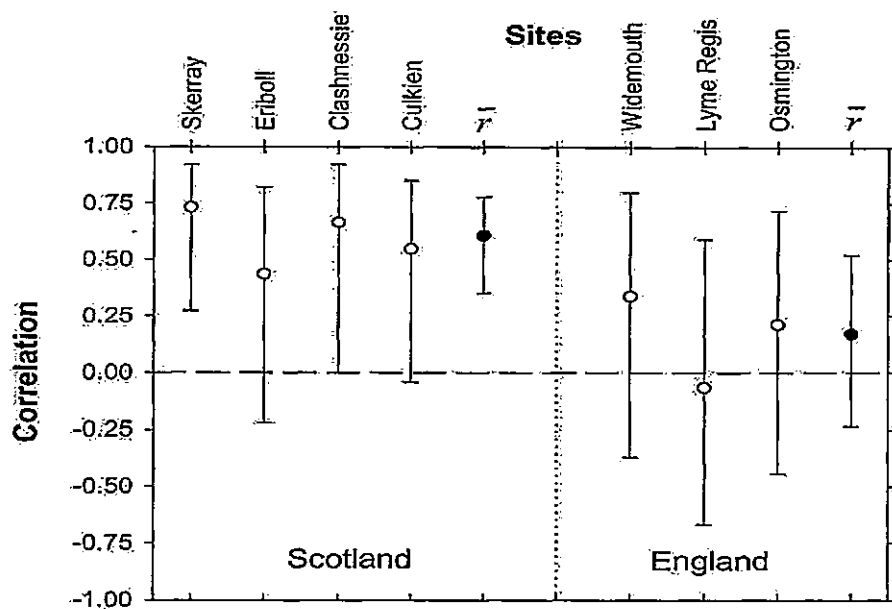 Sites
Skerray
Eriboll
Clashnessie
Culkien
r̄
Widemouth
Lyme Regis
Osmington
r̄
Correlation
1.00
0.75
0.50
0.25
0.00
-0.25
-0.50
-0.75
-1.00
Scotland
England